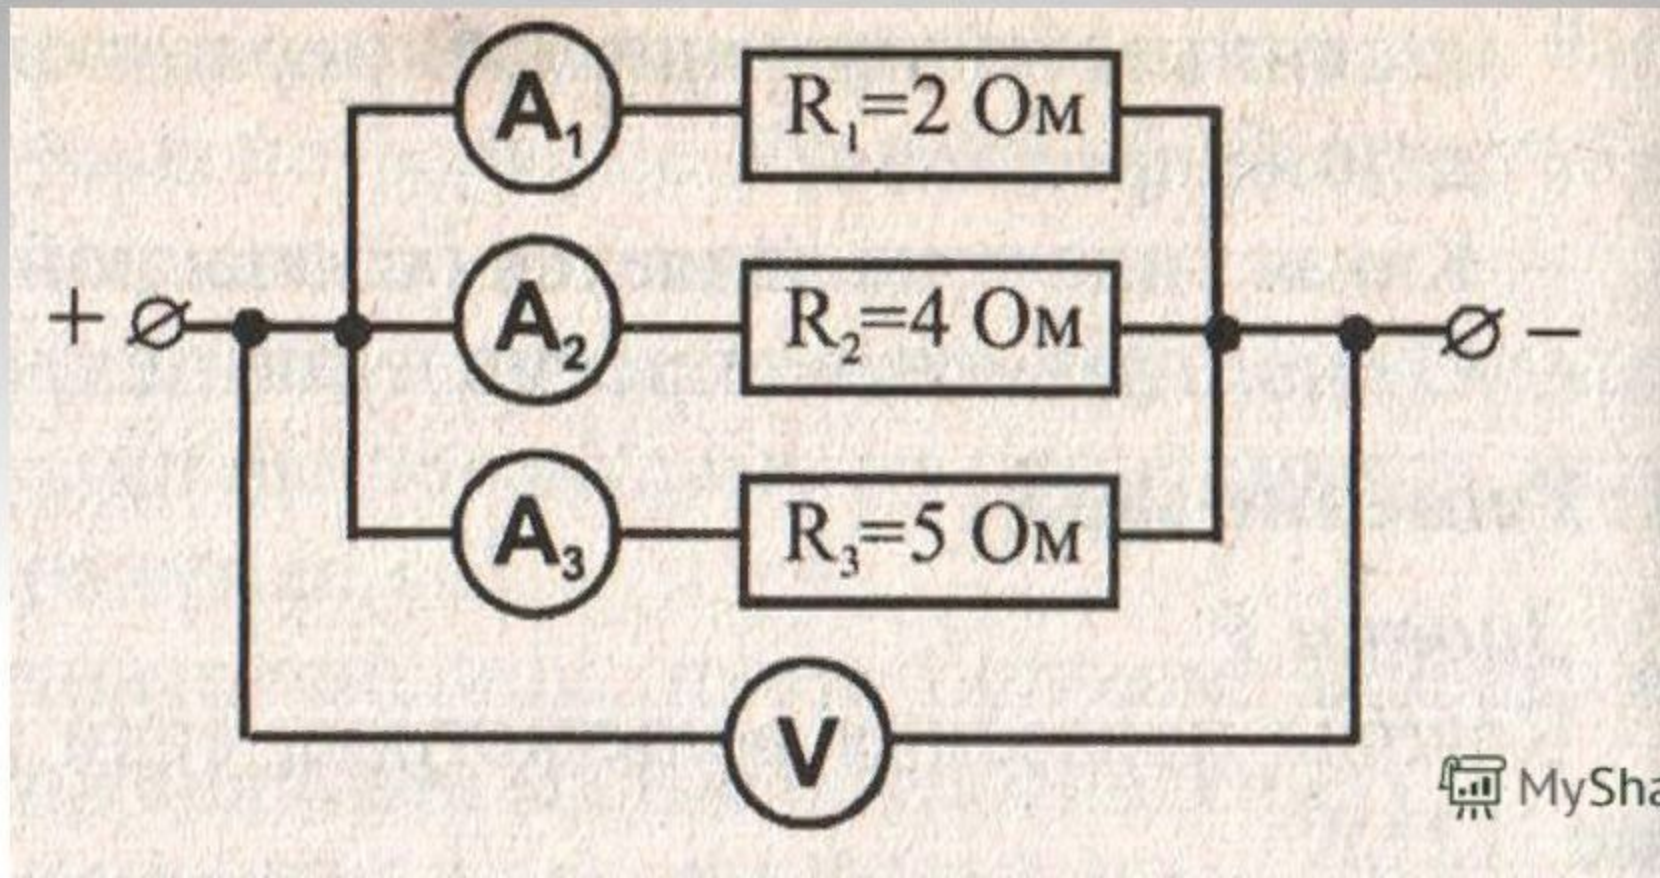 A₁ R₁=2 Ом
+ A₂ R₂=4 Ом −
A₃ R₃=5 Ом
V
MySha